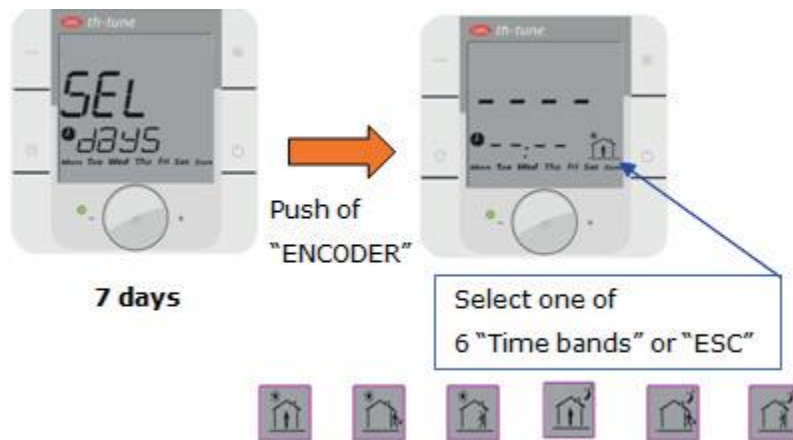 th-tune
SEL
days
Mon Tue Wed Thu Fri Sat Sun
- +
7 days
Push of
“ENCODER”
th-tune
- - - -
- - : - -
Mon Tue Wed Thu Fri Sat Sun
- +
Select one of
6 “Time bands” or “ESC”